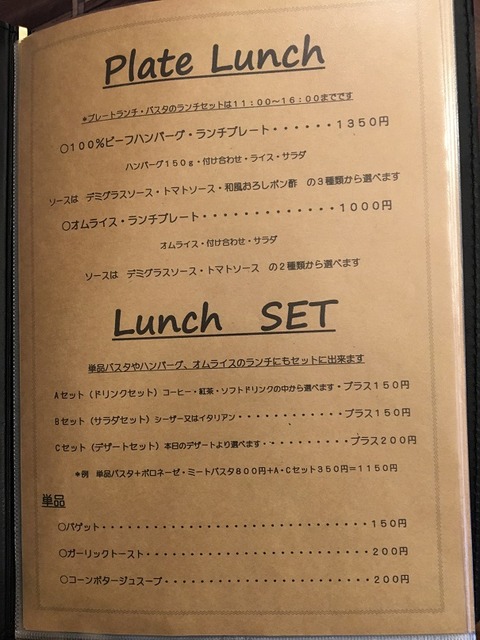 Plate Lunch
*プレートランチ・パスタのランチセットは11:00~16:00までです
○100%ビーフハンバーグ・ランチプレート・・・・・・1350円
ハンバーグ150g・付け合わせ・ライス・サラダ
ソースは デミグラスソース・トマトソース・和風おろしポン酢 の3種類から選べます
○オムライス・ランチプレート・・・・・・・・・・・・1000円
オムライス・付け合わせ・サラダ
ソースは デミグラスソース・トマトソース の2種類から選べます
Lunch SET
単品パスタやハンバーグ、オムライスのランチにもセットに出来ます
Aセット(ドリンクセット)コーヒー・紅茶・ソフトドリンクの中から選べます・プラス150円
Bセット(サラダセット)シーザー又はイタリアン・・・・・・・・・・・・プラス150円
Cセット(デザートセット)本日のデザートより選べます・・・・・・・・・・プラス200円
*例 単品パスタ+ボロネーゼ・ミートパスタ800円+A・Cセット350円=1150円
単品
○バゲット・・・・・・・・・・・・・・・・・・・・・・・・・・・・150円
○ガーリックトースト・・・・・・・・・・・・・・・・・・・・・・・200円
○コーンポタージュスープ・・・・・・・・・・・・・・・・・・・・・200円